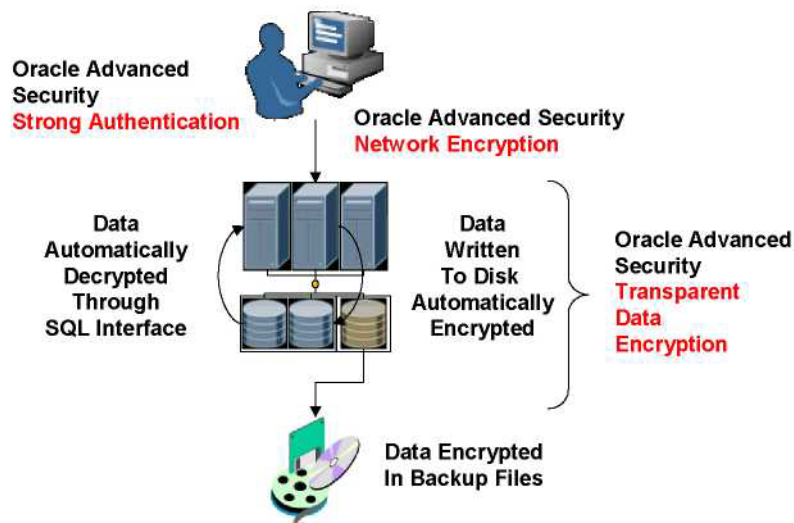 Oracle Advanced
Security
Strong Authentication
Oracle Advanced Security
Network Encryption
Data
Automatically
Decrypted
Through
SQL Interface
Data
Written
To Disk
Automatically
Encrypted
Oracle Advanced
Security
Transparent
Data
Encryption
Data Encrypted
In Backup Files